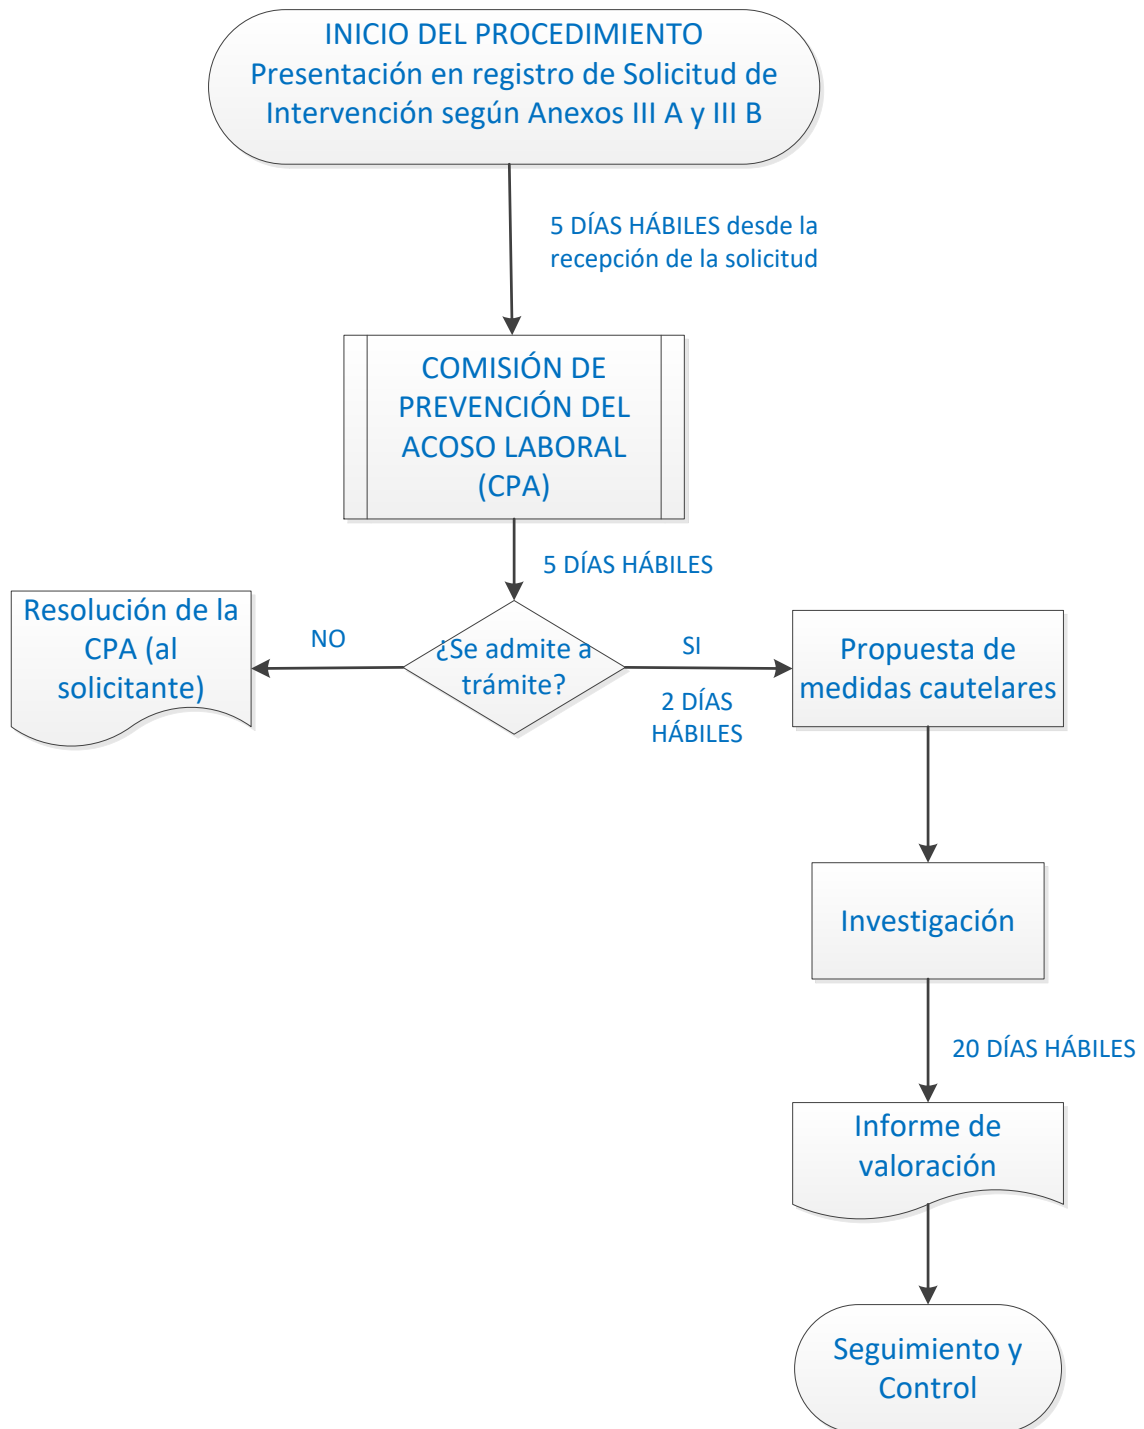 INICIO DEL PROCEDIMIENTO
Presentación en registro de Solicitud de
Intervención según Anexos III A y III B
5 DÍAS HÁBILES desde la
recepción de la solicitud
COMISIÓN DE
PREVENCIÓN DEL
ACOSO LABORAL
(CPA)
5 DÍAS HÁBILES
Resolución de la
CPA (al
solicitante)
NO
¿Se admite a
trámite?
SI
2 DÍAS
HÁBILES
Propuesta de
medidas cautelares
Investigación
20 DÍAS HÁBILES
Informe de
valoración
Seguimiento y
Control